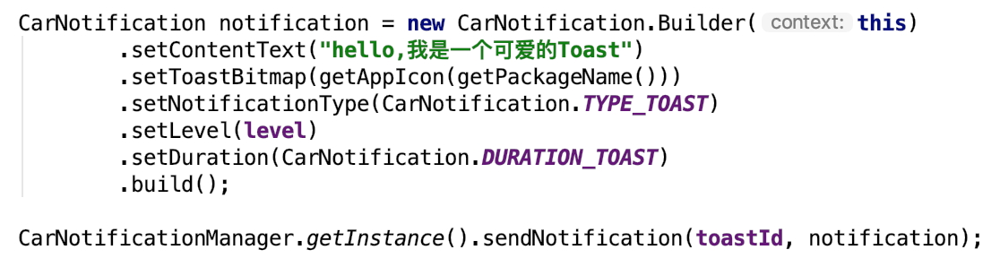 CarNotification notification = new CarNotification.Builder( context: this)
.setContentText("hello,我是一个可爱的Toast")
.setToastBitmap(getAppIcon(getPackageName()))
.setNotificationType(CarNotification.TYPE_TOAST)
.setLevel(level)
.setDuration(CarNotification.DURATION_TOAST)
.build();
CarNotificationManager.getInstance().sendNotification(toastId, notification);